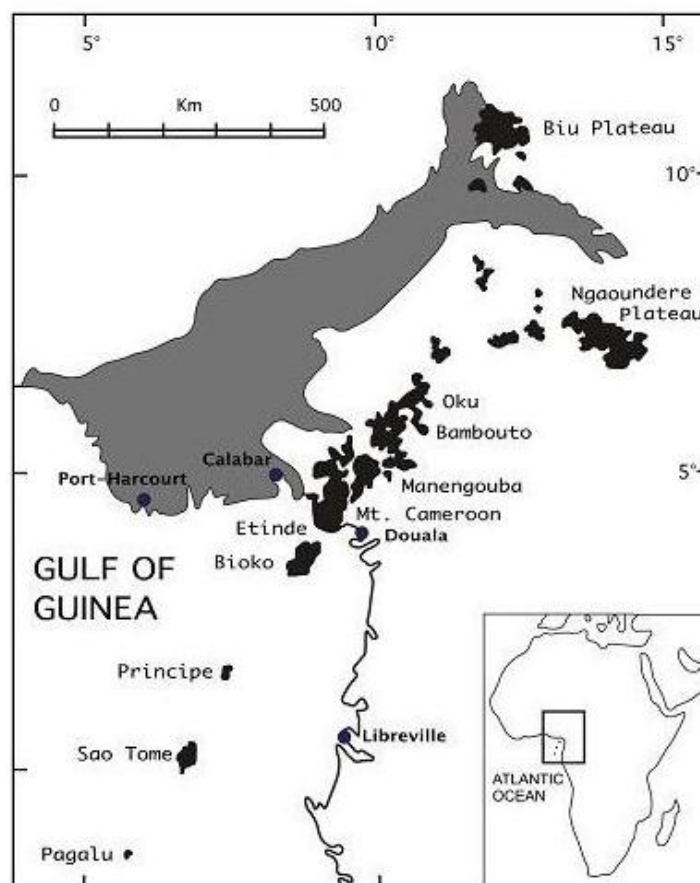 5°
10°
15°
0
Km
500
Biu Plateau
10°
Ngaoundere
Plateau
Oku
Bambouto
Calabar
5°
Port-Harcourt
Manengouba
Mt. Cameroon
Etinde
Douala
Bioko
GULF OF
GUINEA
Principe
Libreville
Sao Tome
ATLANTIC
OCEAN
Pagalu